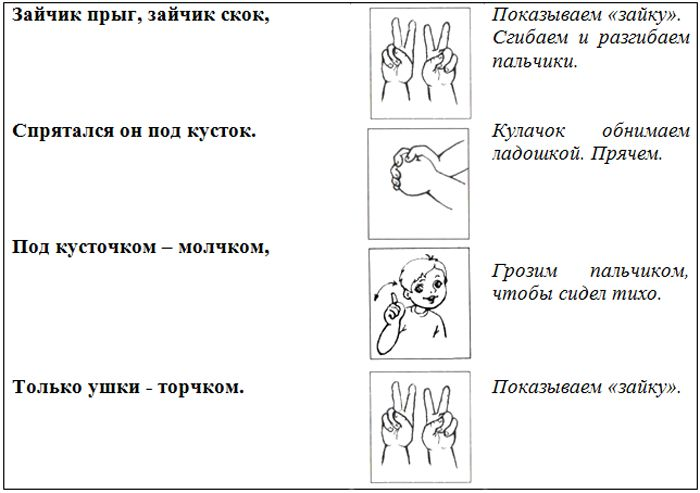 Зайчик прыг, зайчик скок,
Показываем «зайку».
Сгибаем и разгибаем
пальчики.
Спрятался он под кусток.
Кулачок обнимаем
ладошкой. Прячем.
Под кусточком – молчком,
Грозим пальчиком,
чтобы сидел тихо.
Только ушки - торчком.
Показываем «зайку».